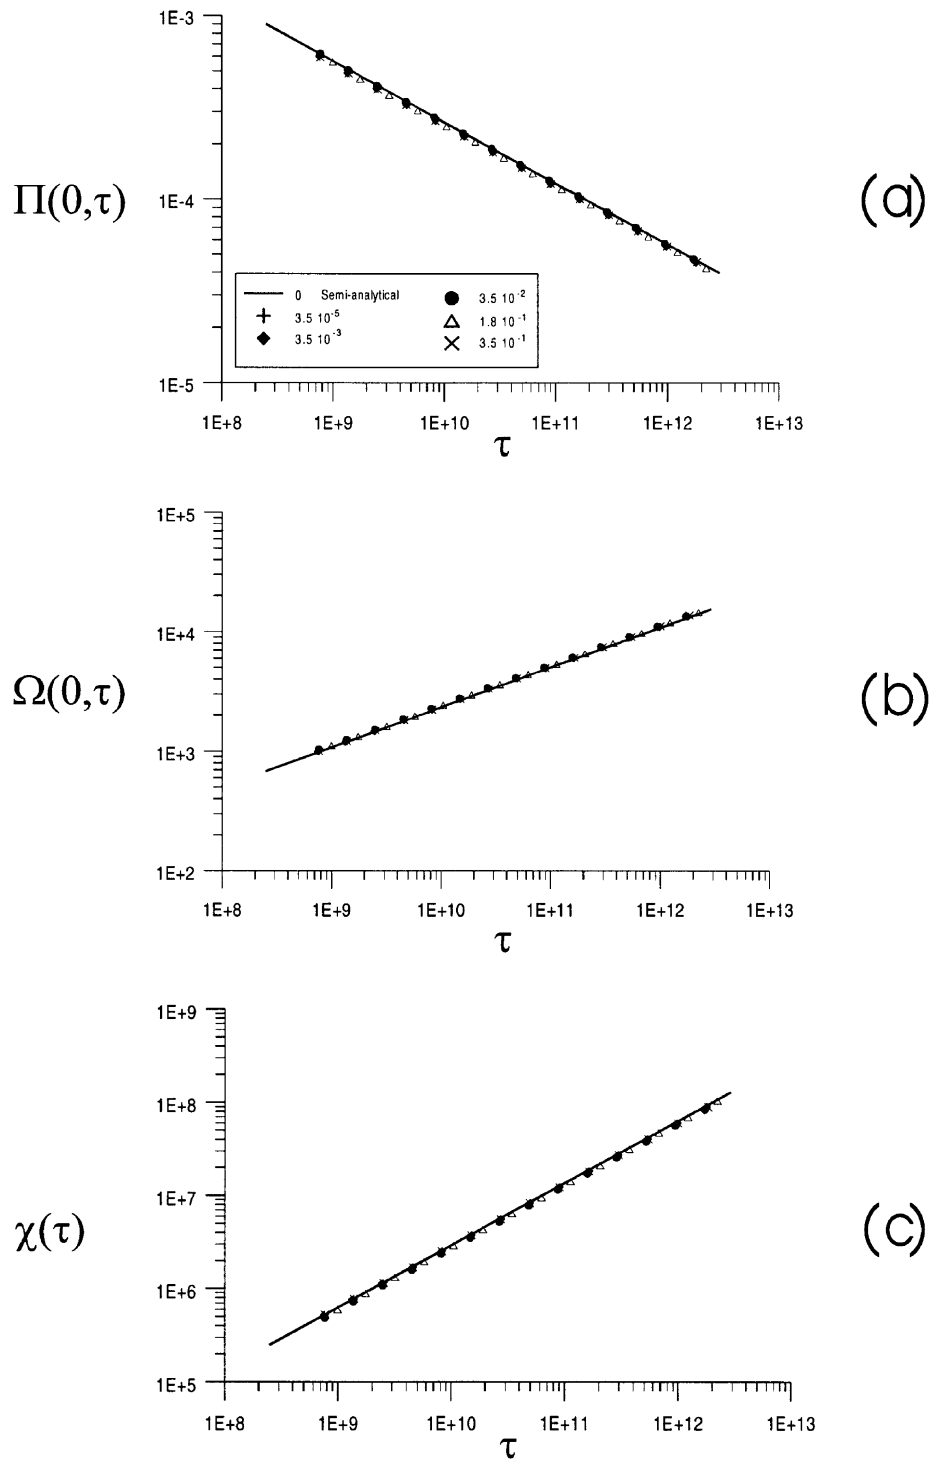 1E-3
Π(0,τ)
(a)
1E-4
0 Semi-analytical
3.5 10⁻⁵
3.5 10⁻³
3.5 10⁻²
1.8 10⁻¹
3.5 10⁻¹
1E-5
1E+8 1E+9 1E+10 1E+11 1E+12 1E+13
τ
1E+5
1E+4
Ω(0,τ)
(b)
1E+3
1E+2
1E+8 1E+9 1E+10 1E+11 1E+12 1E+13
τ
1E+9
1E+8
1E+7
χ(τ)
(c)
1E+6
1E+5
1E+8 1E+9 1E+10 1E+11 1E+12 1E+13
τ